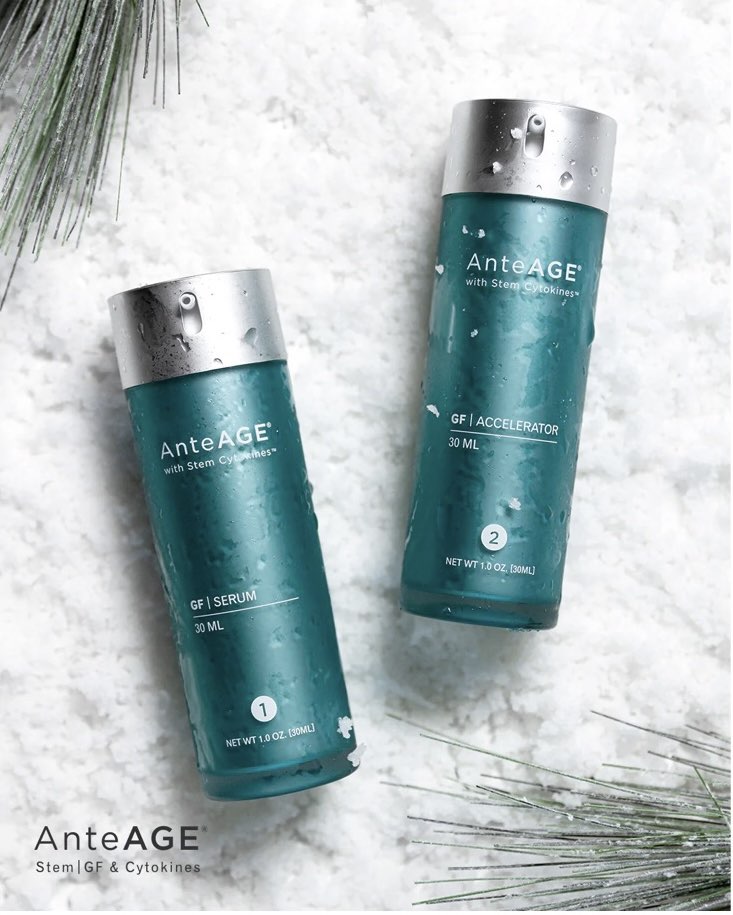 AnteAGE®
with Stem Cytokines™
GF | SERUM
30 ML
1
NET WT 1.0 OZ. [30ML]
AnteAGE®
with Stem Cytokines™
GF | ACCELERATOR
30 ML
2
NET WT 1.0 OZ. [30ML]
AnteAGE®
Stem|GF & Cytokines